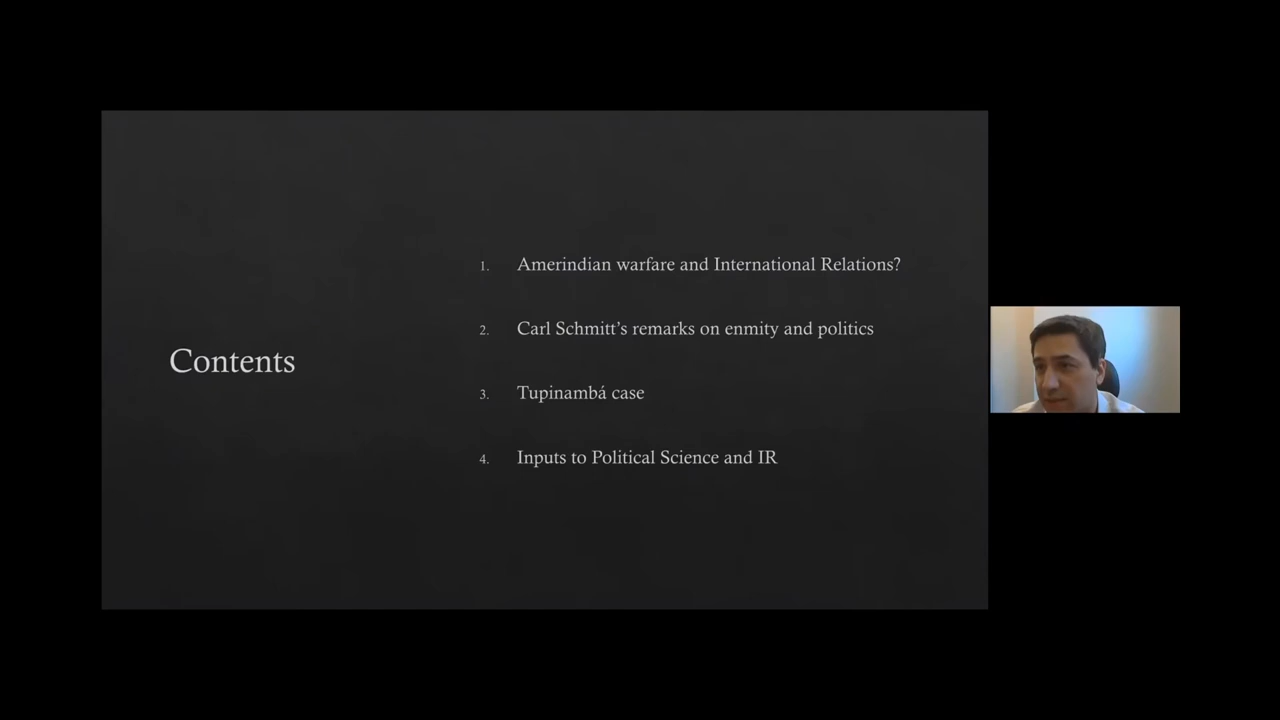 Contents
1. Amerindian warfare and International Relations?
2. Carl Schmitt’s remarks on enmity and politics
3. Tupinambá case
4. Inputs to Political Science and IR